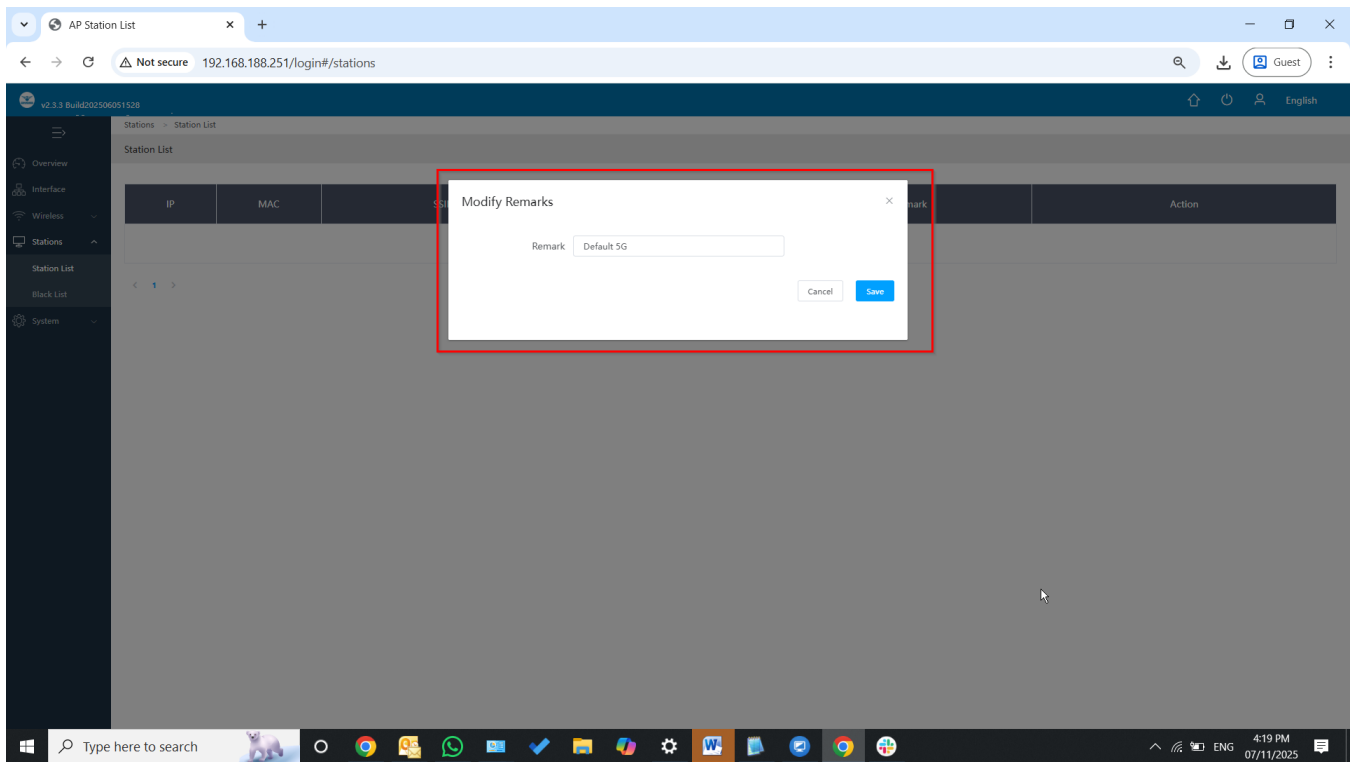 AP Station List
Not secure 192.168.188.251/login#/stations
Guest
v2.3.3 Build202506051528
English
Stations > Station List
Station List
Overview
Interface
Wireless
Stations
Station List
Black List
System
IP MAC Action
Modify Remarks
Remark Default 5G
Cancel Save
< 1 >
Type here to search
ENG
4:19 PM
07/11/2025